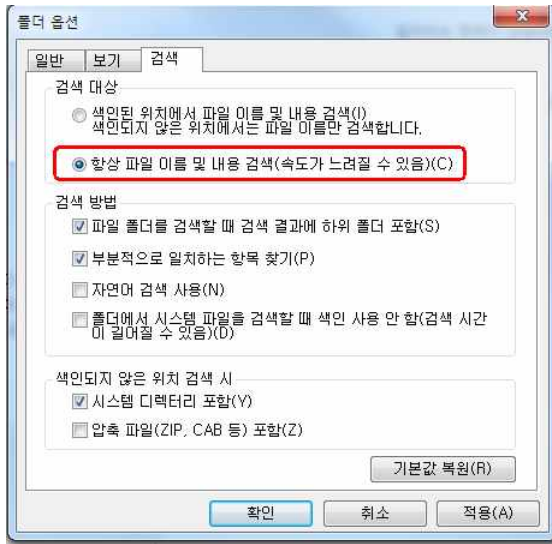 폴더 옵션
일반
보기
검색
검색 대상
색인된 위치에서 파일 이름 및 내용 검색(I)
색인되지 않은 위치에서는 파일 이름만 검색합니다.
항상 파일 이름 및 내용 검색(속도가 느려질 수 있음)(C)
검색 방법
파일 폴더를 검색할 때 검색 결과에 하위 폴더 포함(S)
부분적으로 일치하는 항목 찾기(P)
자연어 검색 사용(N)
폴더에서 시스템 파일을 검색할 때 색인 사용 안 함(검색 시간
이 길어질 수 있음)(D)
색인되지 않은 위치 검색 시
시스템 디렉터리 포함(Y)
압축 파일(ZIP, CAB 등) 포함(Z)
기본값 복원(R)
확인
취소
적용(A)